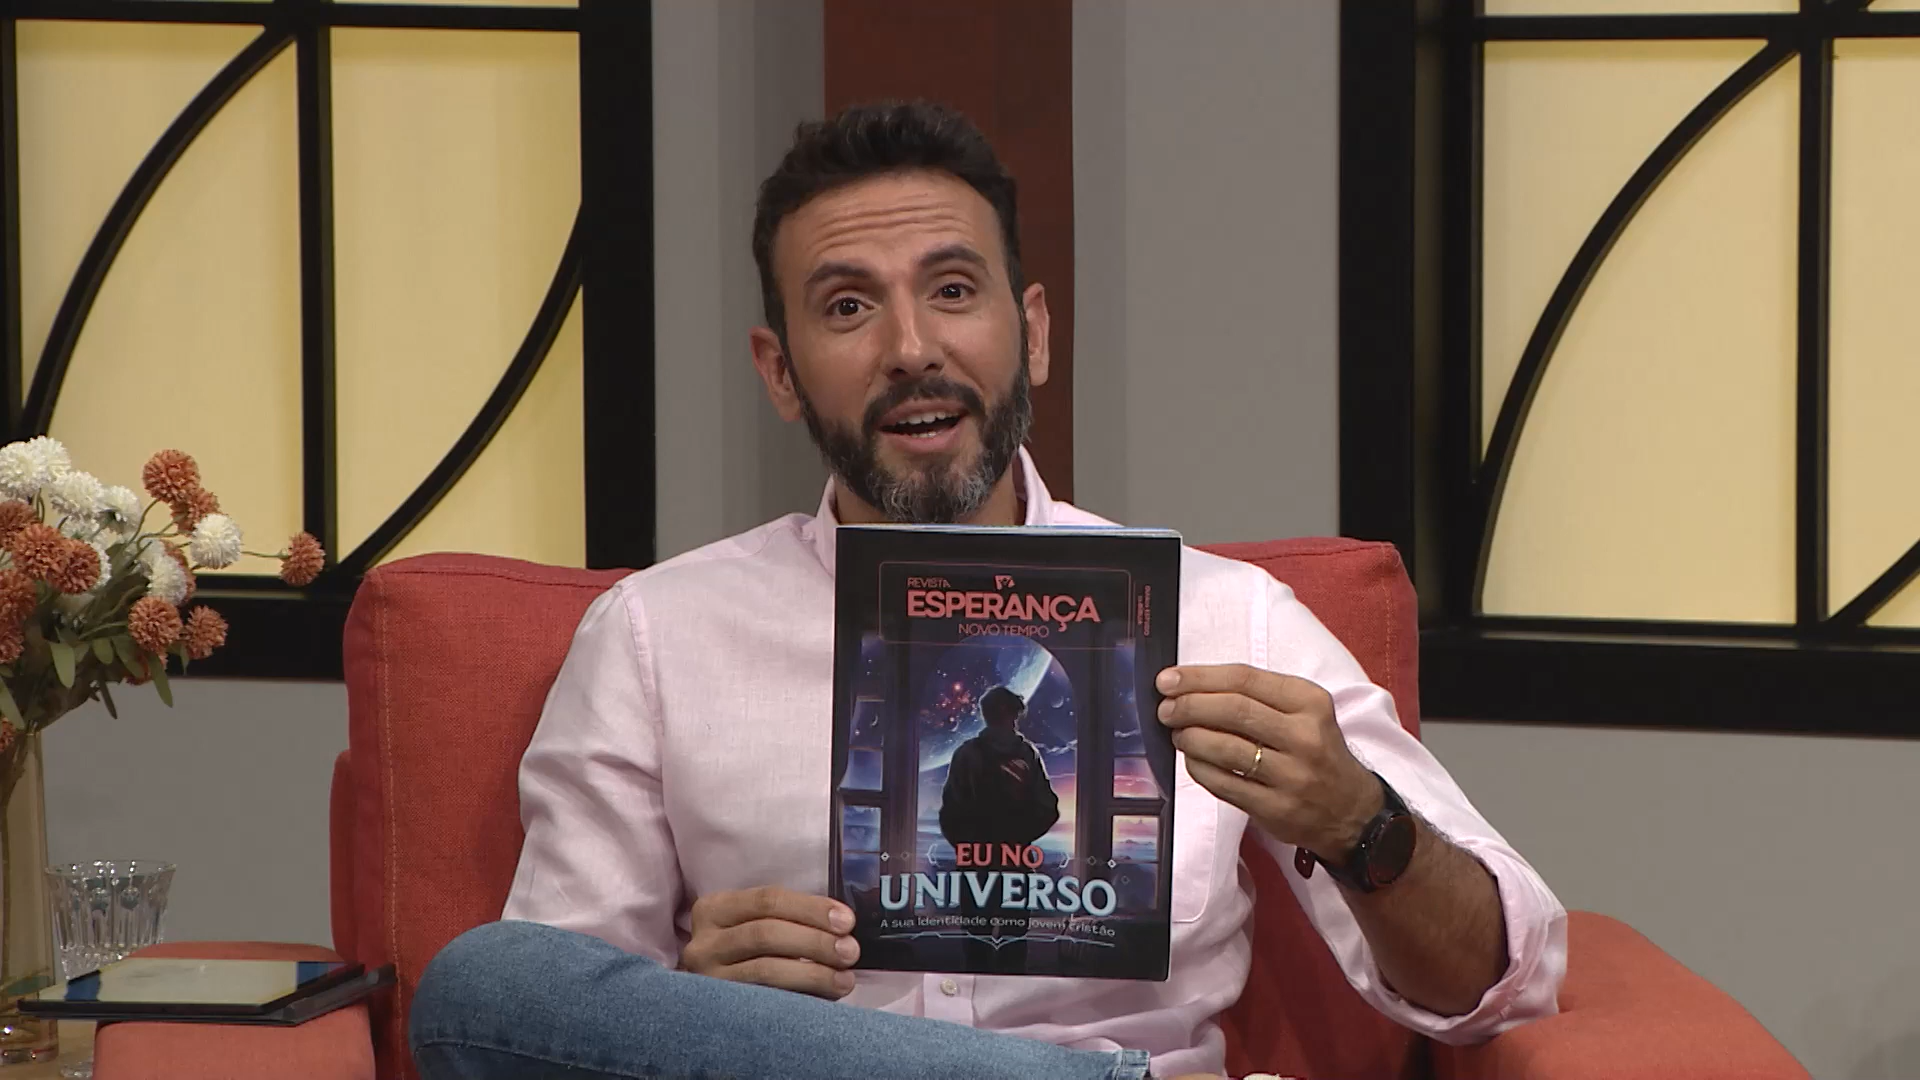 REVISTA
ESPERANÇA
NOVO TEMPO
EU NO
UNIVERSO
A sua identidade como jovem cristão